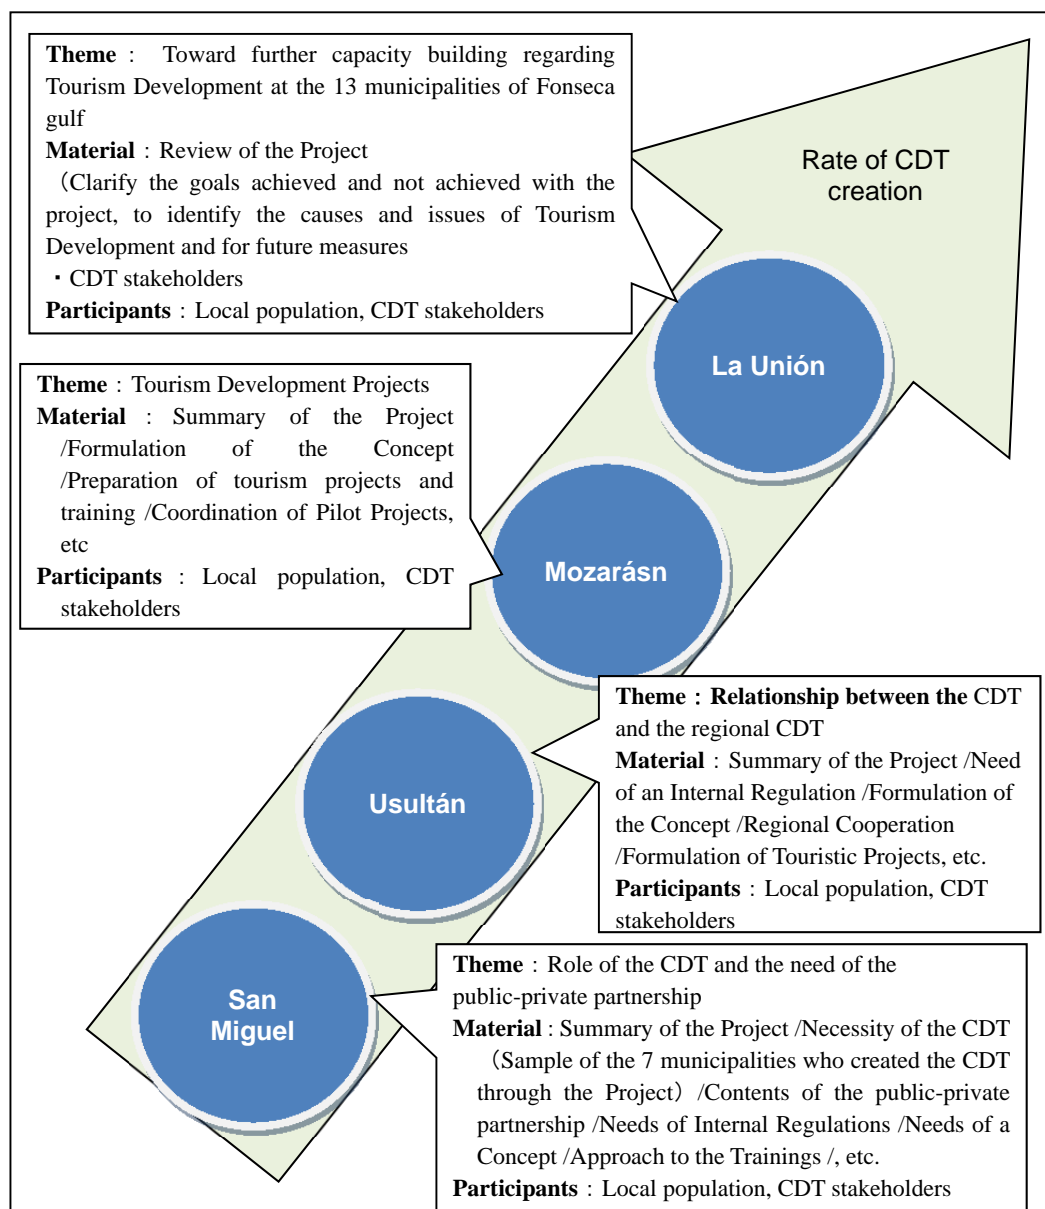 Theme : Toward further capacity building regarding
Tourism Development at the 13 municipalities of Fonseca
gulf
Material : Review of the Project
（Clarify the goals achieved and not achieved with the
project, to identify the causes and issues of Tourism
Development and for future measures
・CDT stakeholders
Participants : Local population, CDT stakeholders
Rate of CDT
creation
La Unión
Theme : Tourism Development Projects
Material : Summary of the Project
/Formulation of the Concept
/Preparation of tourism projects and
training /Coordination of Pilot Projects,
etc
Participants : Local population, CDT
stakeholders
Mozarásn
Theme : Relationship between the CDT
and the regional CDT
Material : Summary of the Project /Need
of an Internal Regulation /Formulation of
the Concept /Regional Cooperation
/Formulation of Touristic Projects, etc.
Participants : Local population, CDT
stakeholders
Usultán
Theme : Role of the CDT and the need of the
public-private partnership
Material : Summary of the Project /Necessity of the CDT
（Sample of the 7 municipalities who created the CDT
through the Project）/Contents of the public-private
partnership /Needs of Internal Regulations /Needs of a
Concept /Approach to the Trainings /, etc.
Participants : Local population, CDT stakeholders
San
Miguel